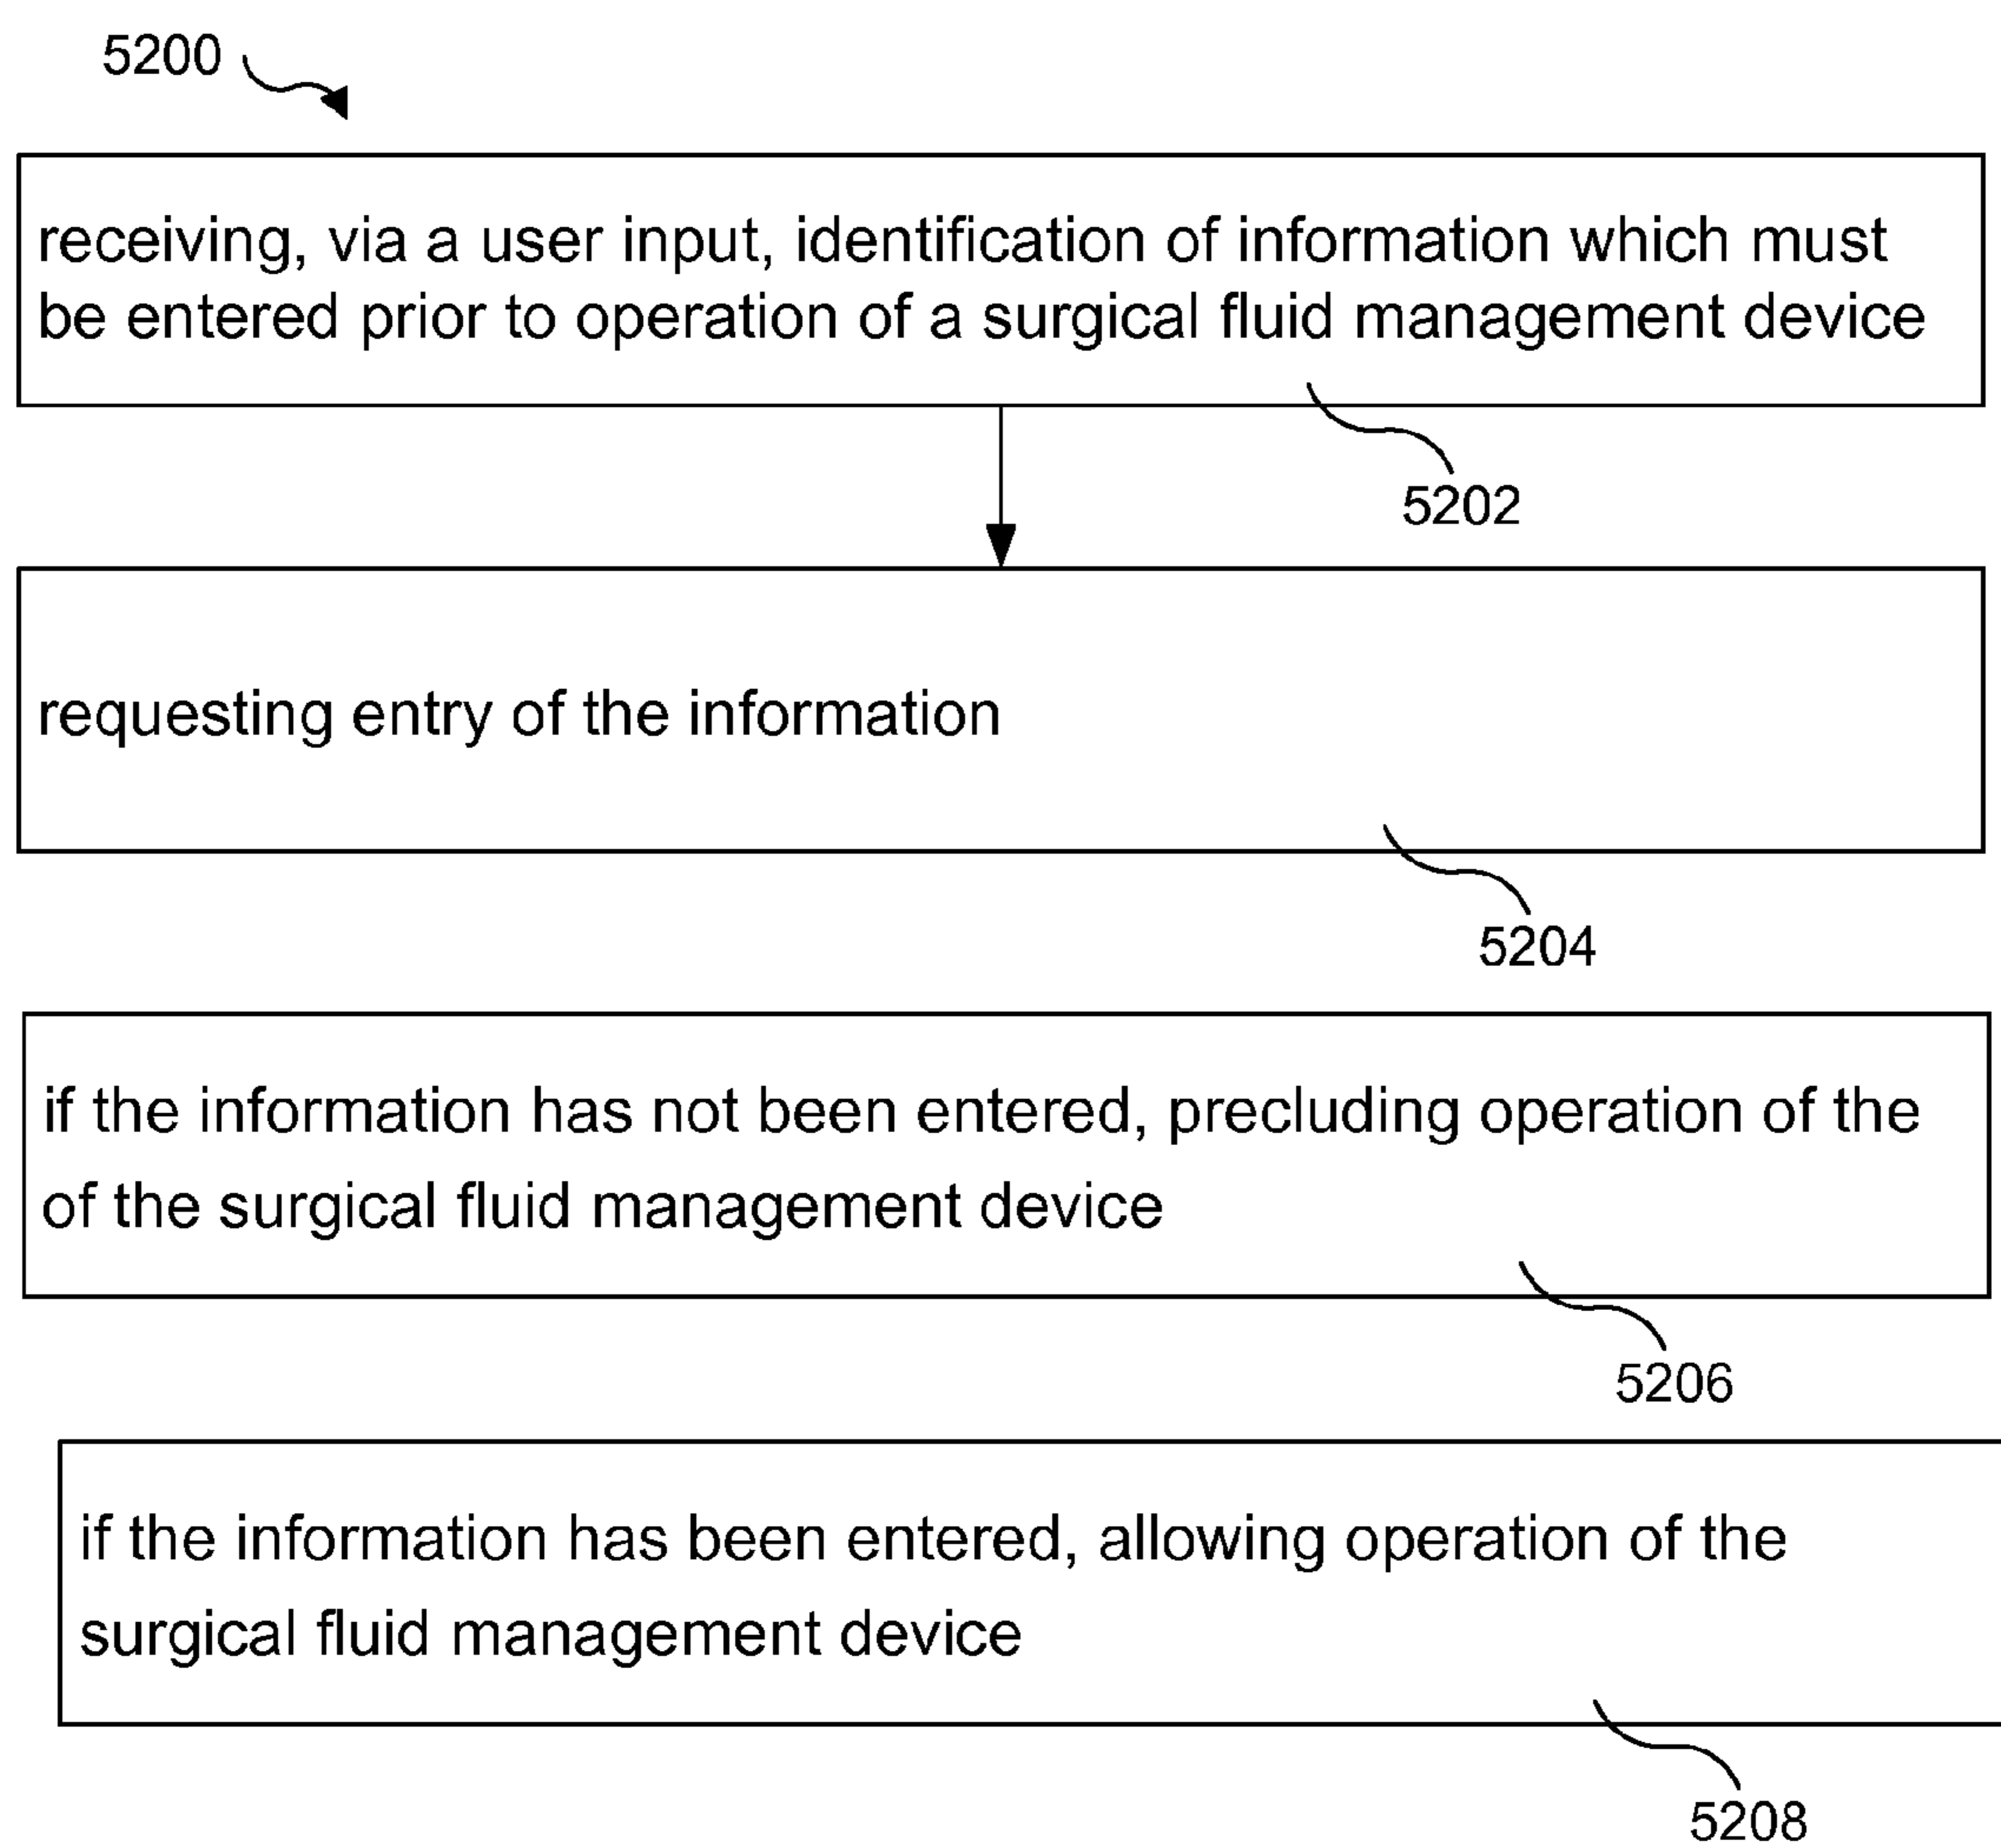 5200
receiving, via a user input, identification of information which must
be entered prior to operation of a surgical fluid management device
5202
requesting entry of the information
5204
if the information has not been entered, precluding operation of the
of the surgical fluid management device
5206
if the information has been entered, allowing operation of the
surgical fluid management device
5208